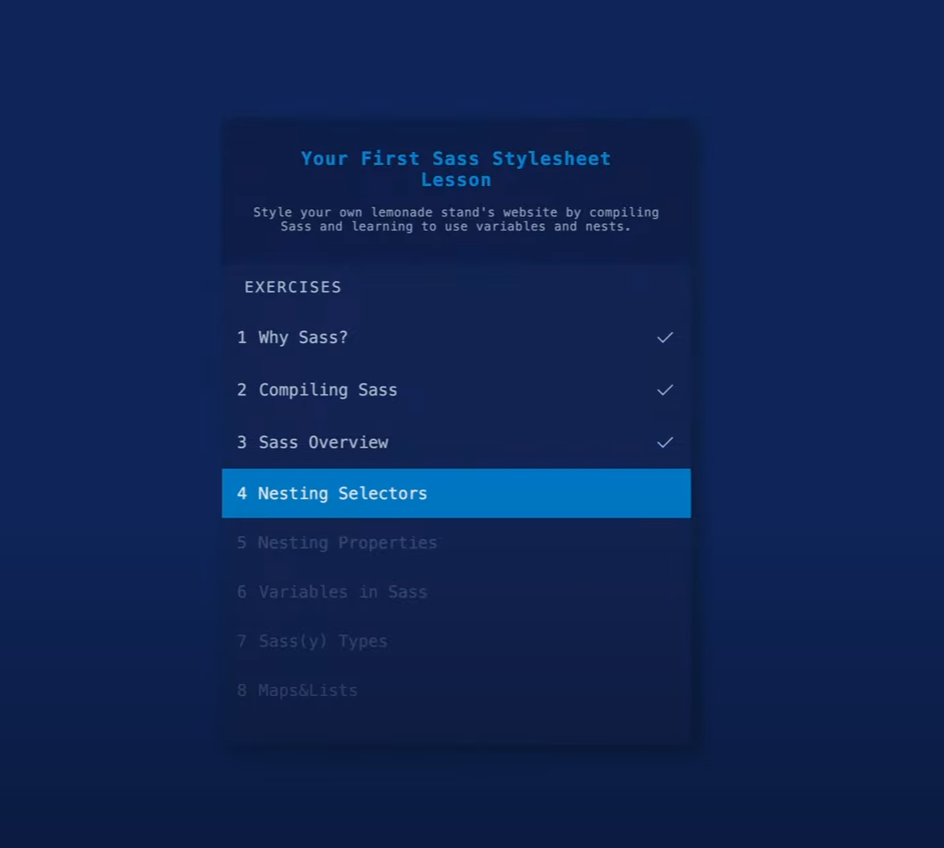 Your First Sass Stylesheet
Lesson
Style your own lemonade stand's website by compiling
Sass and learning to use variables and nests.
EXERCISES
1 Why Sass?
2 Compiling Sass
3 Sass Overview
4 Nesting Selectors
5 Nesting Properties
6 Variables in Sass
7 Sass(y) Types
8 Maps&Lists